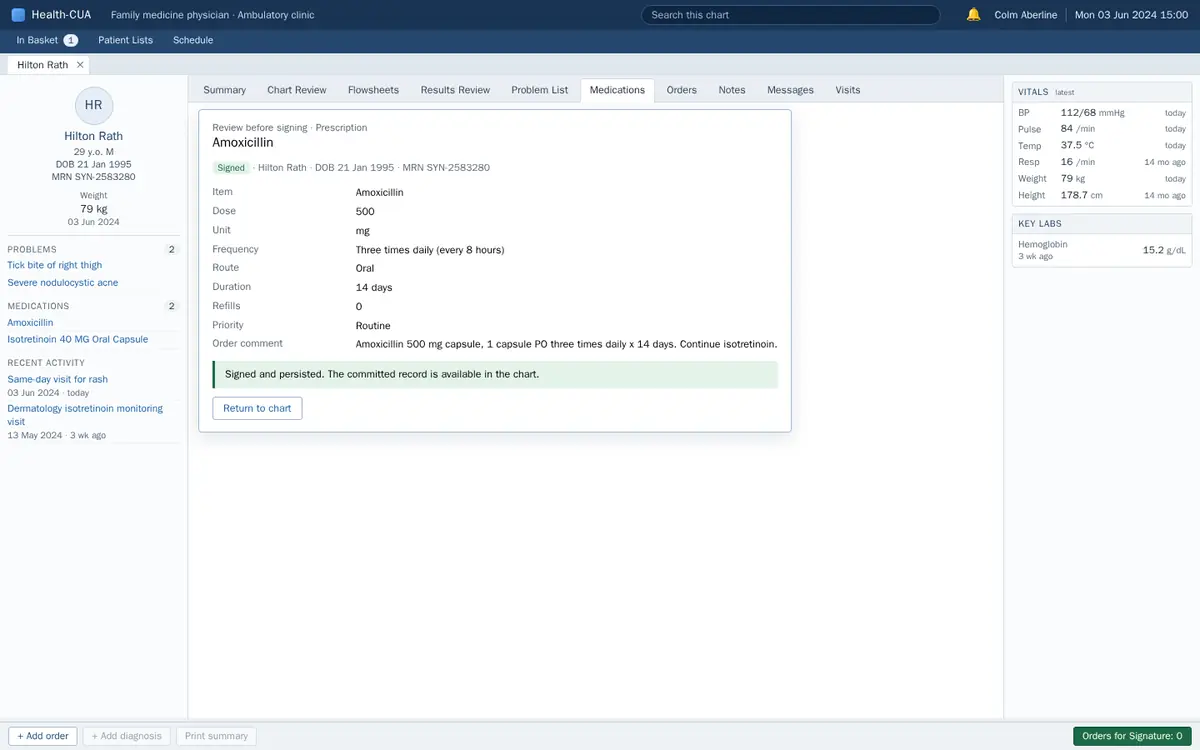 Health-CUA
Family medicine physician · Ambulatory clinic
Search this chart
Colm Aberline
Mon 03 Jun 2024 15:00
In Basket 1
Patient Lists
Schedule
Hilton Rath ✕
HR
Hilton Rath
29 y.o. M
DOB 21 Jan 1995
MRN SYN-2583280
Weight
79 kg
03 Jun 2024
PROBLEMS 2
Tick bite of right thigh
Severe nodulocystic acne
MEDICATIONS 2
Amoxicillin
Isotretinoin 40 MG Oral Capsule
RECENT ACTIVITY
Same-day visit for rash
03 Jun 2024 · today
Dermatology isotretinoin monitoring
visit
13 May 2024 · 3 wk ago
Summary Chart Review Flowsheets Results Review Problem List Medications Orders Notes Messages Visits
Review before signing · Prescription
Amoxicillin
Signed · Hilton Rath · DOB 21 Jan 1995 · MRN SYN-2583280
Item Amoxicillin
Dose 500
Unit mg
Frequency Three times daily (every 8 hours)
Route Oral
Duration 14 days
Refills 0
Priority Routine
Order comment Amoxicillin 500 mg capsule, 1 capsule PO three times daily x 14 days. Continue isotretinoin.
Signed and persisted. The committed record is available in the chart.
Return to chart
VITALS latest
BP 112/68 mmHg today
Pulse 84 /min today
Temp 37.5 °C today
Resp 16 /min 14 mo ago
Weight 79 kg today
Height 178.7 cm 14 mo ago
KEY LABS
Hemoglobin 15.2 g/dL
3 wk ago
+ Add order
+ Add diagnosis
Print summary
Orders for Signature: 0